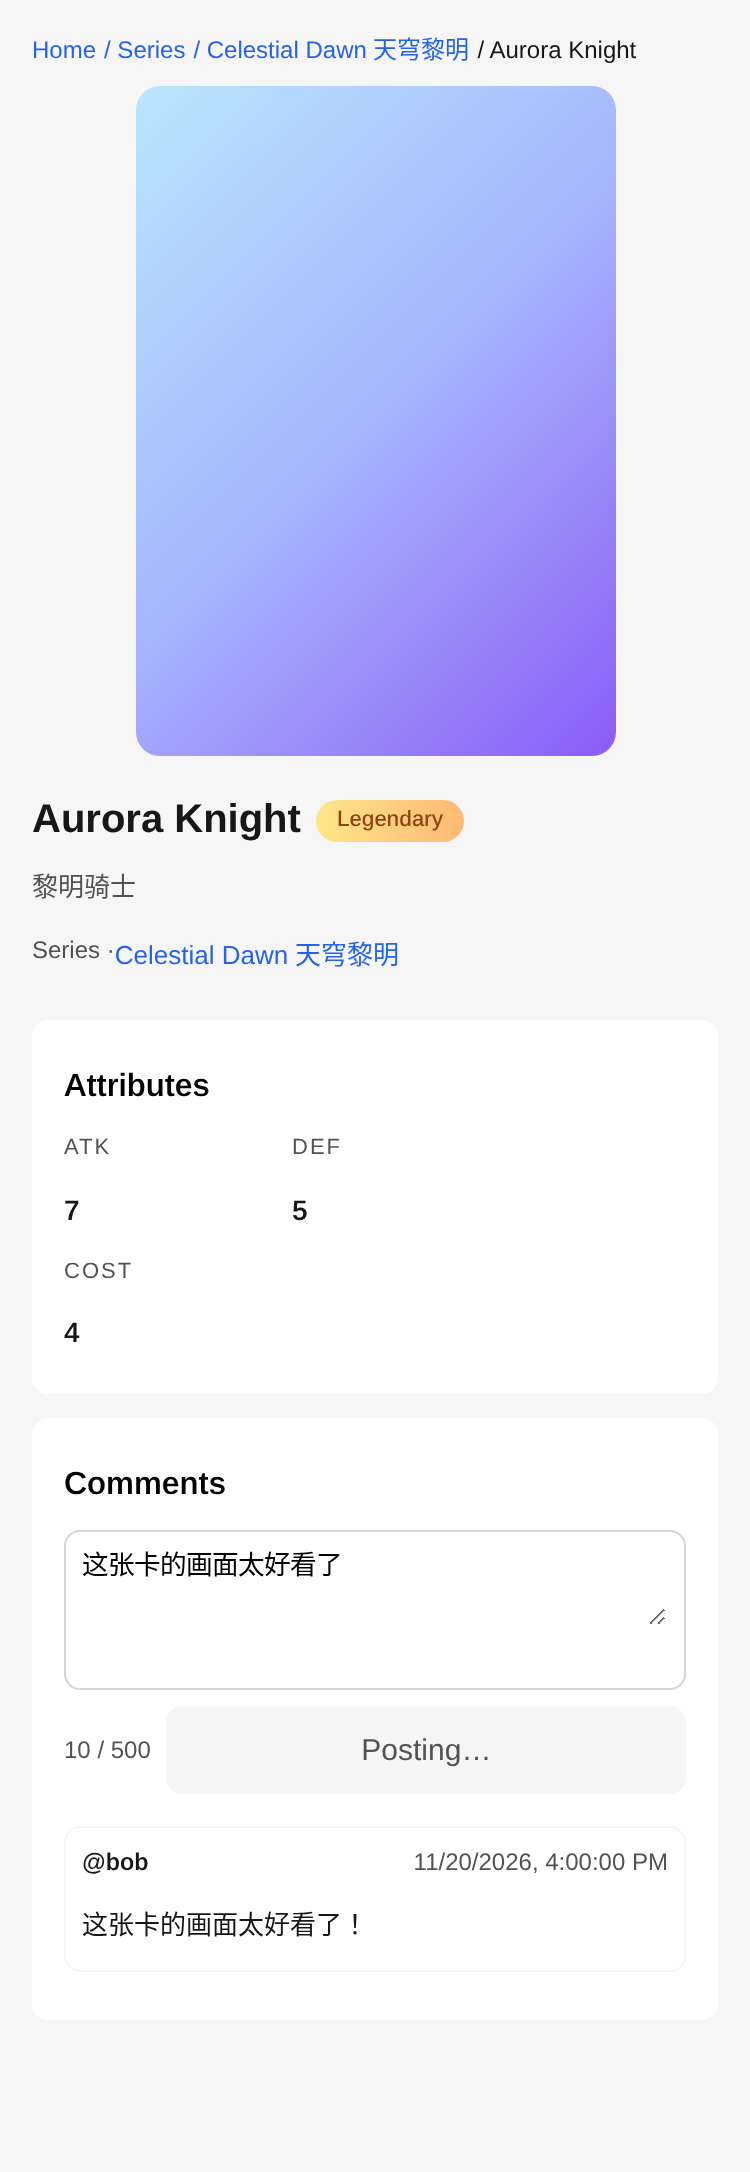 Home / Series / Celestial Dawn 天穹黎明 / Aurora Knight
Aurora Knight Legendary
黎明骑士
Series · Celestial Dawn 天穹黎明
Attributes
ATK DEF
7 5
COST
4
Comments
这张卡的画面太好看了
10 / 500 Posting…
@bob 11/20/2026, 4:00:00 PM
这张卡的画面太好看了！